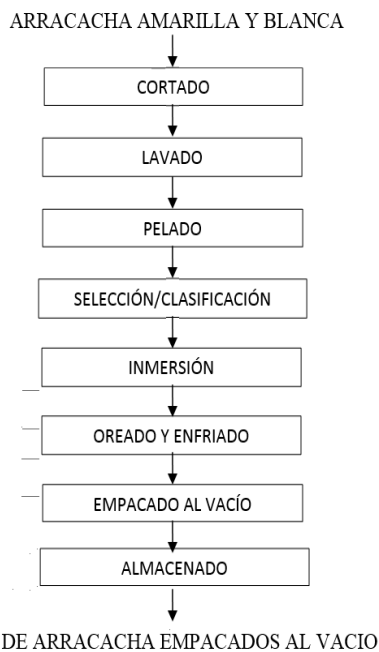 ARRACACHA AMARILLA Y BLANCA
CORTADO
LAVADO
PELADO
SELECCIÓN/CLASIFICACIÓN
INMERSIÓN
OREADO Y ENFRIADO
EMPACADO AL VACÍO
ALMACENADO
DE ARRACACHA EMPACADOS AL VACIO